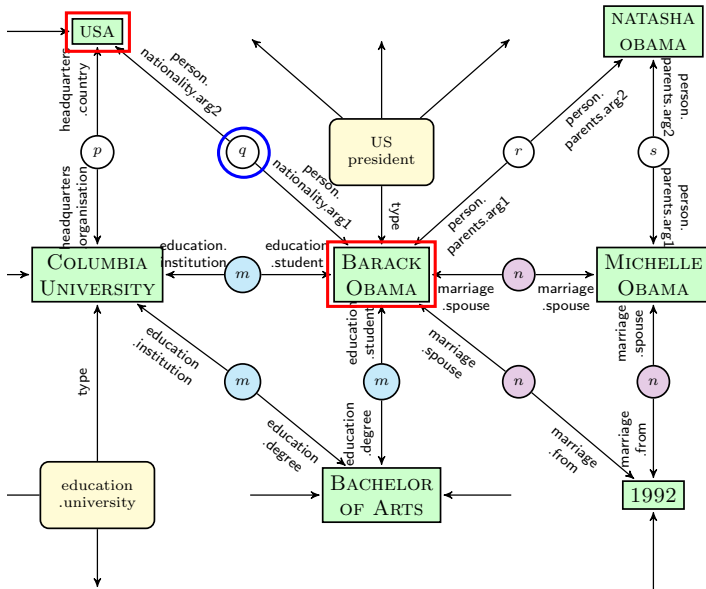 USA
NATASHA
OBAMA
headquarters
.country
person.
nationality.arg2
person.
parents.arg2
person.
parents.arg2
US
president
p
q
r
s
headquarters
organisation
person.
nationality.arg1
type
person.
parents.arg1
person.
parents.arg1
education.
institution
education
.student
COLUMBIA
UNIVERSITY
m
BARACK
OBAMA
n
MICHELLE
OBAMA
marriage
.spouse
marriage
.spouse
education
.institution
education
.student
marriage
.spouse
marriage
.spouse
type
m
m
n
n
education
.degree
education
.degree
marriage
.from
marriage
.from
education
.university
BACHELOR
OF ARTS
1992